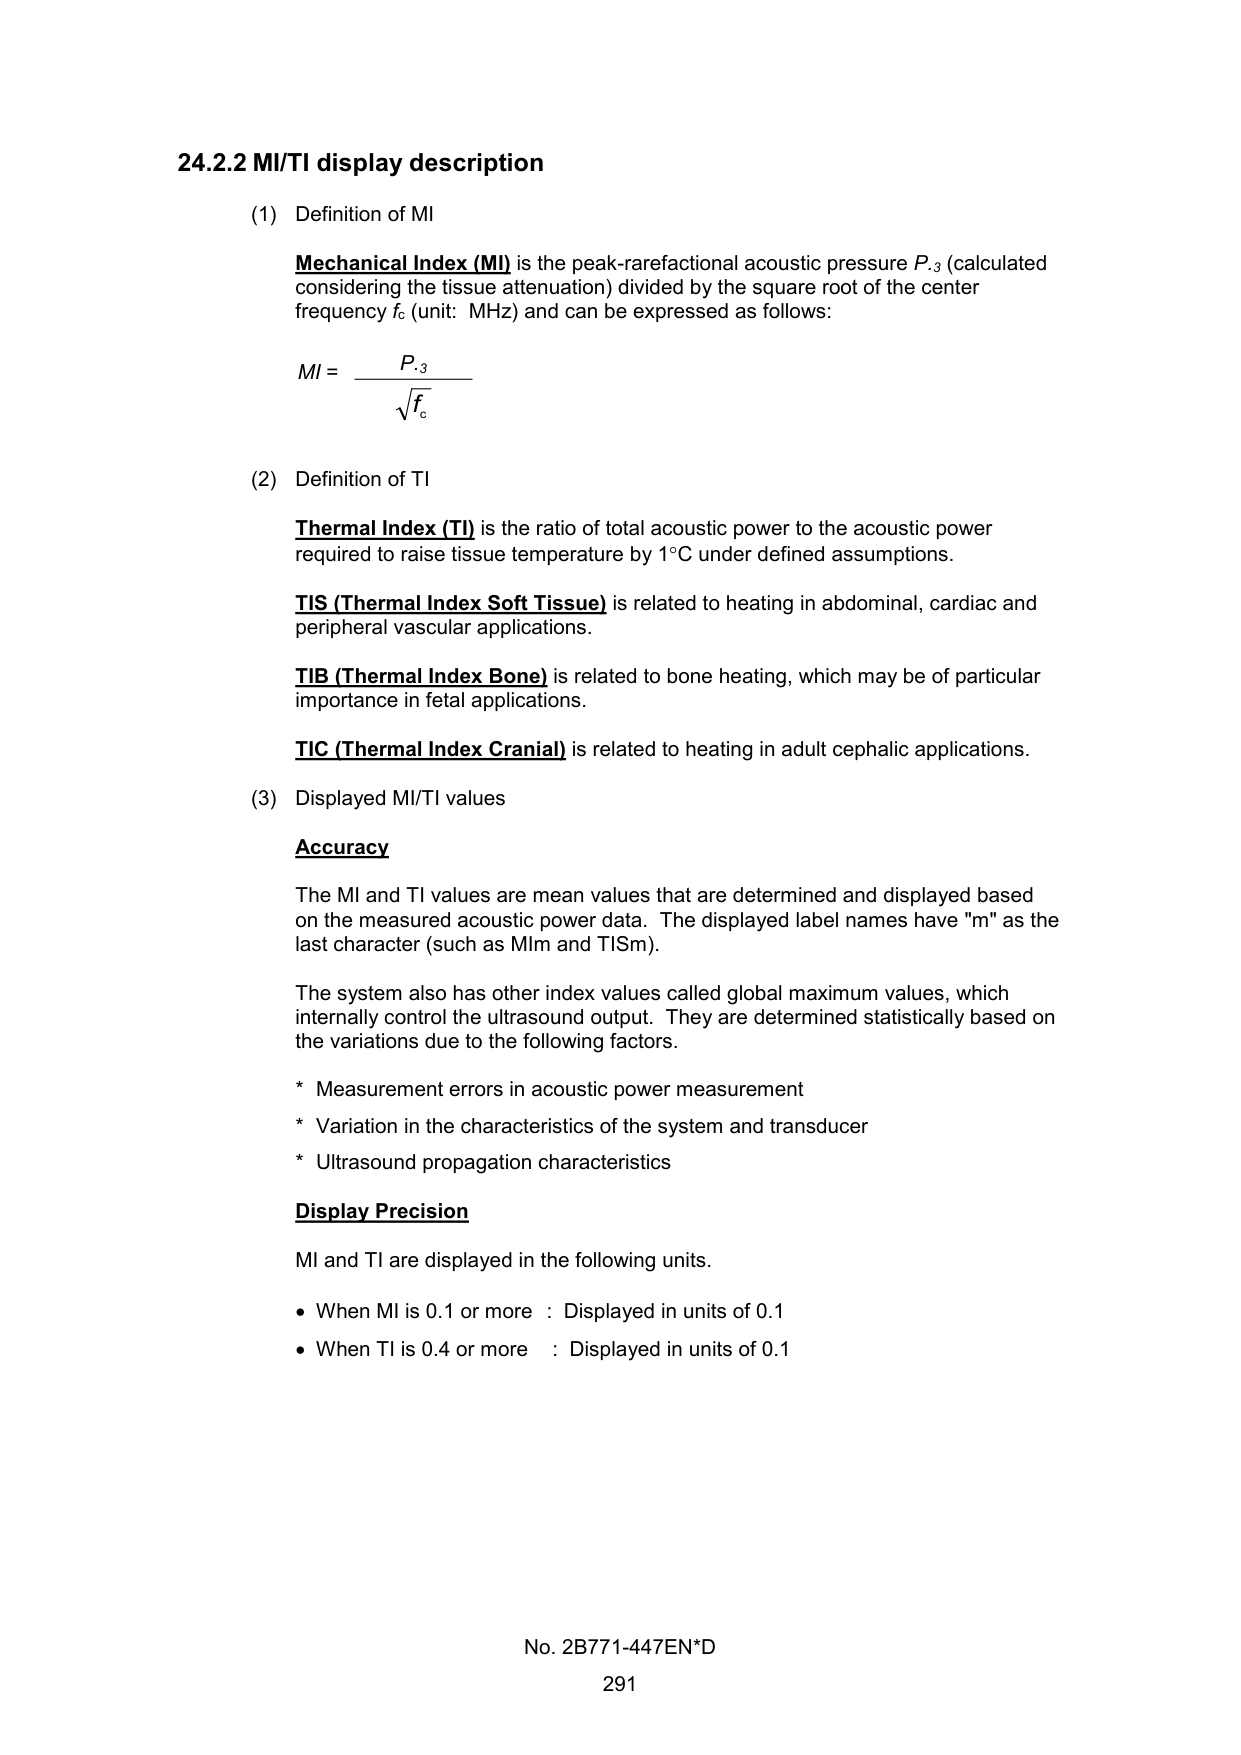 24.2.2 MI/TI display description
(1) Definition of MI
Mechanical Index (MI) is the peak-rarefactional acoustic pressure P.3 (calculated
considering the tissue attenuation) divided by the square root of the center
frequency fc (unit: MHz) and can be expressed as follows:
MI = P.3
√fc
(2) Definition of TI
Thermal Index (TI) is the ratio of total acoustic power to the acoustic power
required to raise tissue temperature by 1°C under defined assumptions.
TIS (Thermal Index Soft Tissue) is related to heating in abdominal, cardiac and
peripheral vascular applications.
TIB (Thermal Index Bone) is related to bone heating, which may be of particular
importance in fetal applications.
TIC (Thermal Index Cranial) is related to heating in adult cephalic applications.
(3) Displayed MI/TI values
Accuracy
The MI and TI values are mean values that are determined and displayed based
on the measured acoustic power data. The displayed label names have "m" as the
last character (such as MIm and TISm).
The system also has other index values called global maximum values, which
internally control the ultrasound output. They are determined statistically based on
the variations due to the following factors.
* Measurement errors in acoustic power measurement
* Variation in the characteristics of the system and transducer
* Ultrasound propagation characteristics
Display Precision
MI and TI are displayed in the following units.
• When MI is 0.1 or more : Displayed in units of 0.1
• When TI is 0.4 or more : Displayed in units of 0.1
No. 2B771-447EN*D
291